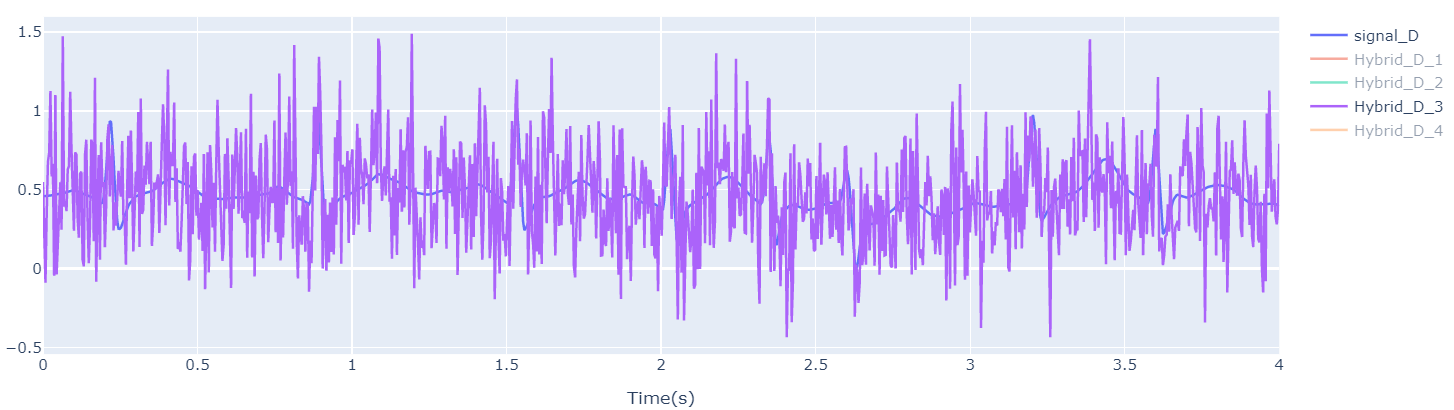 1.5
1
0.5
0
−0.5
0
0.5
1
1.5
2
2.5
3
3.5
4
Time(s)
signal_D
Hybrid_D_1
Hybrid_D_2
Hybrid_D_3
Hybrid_D_4